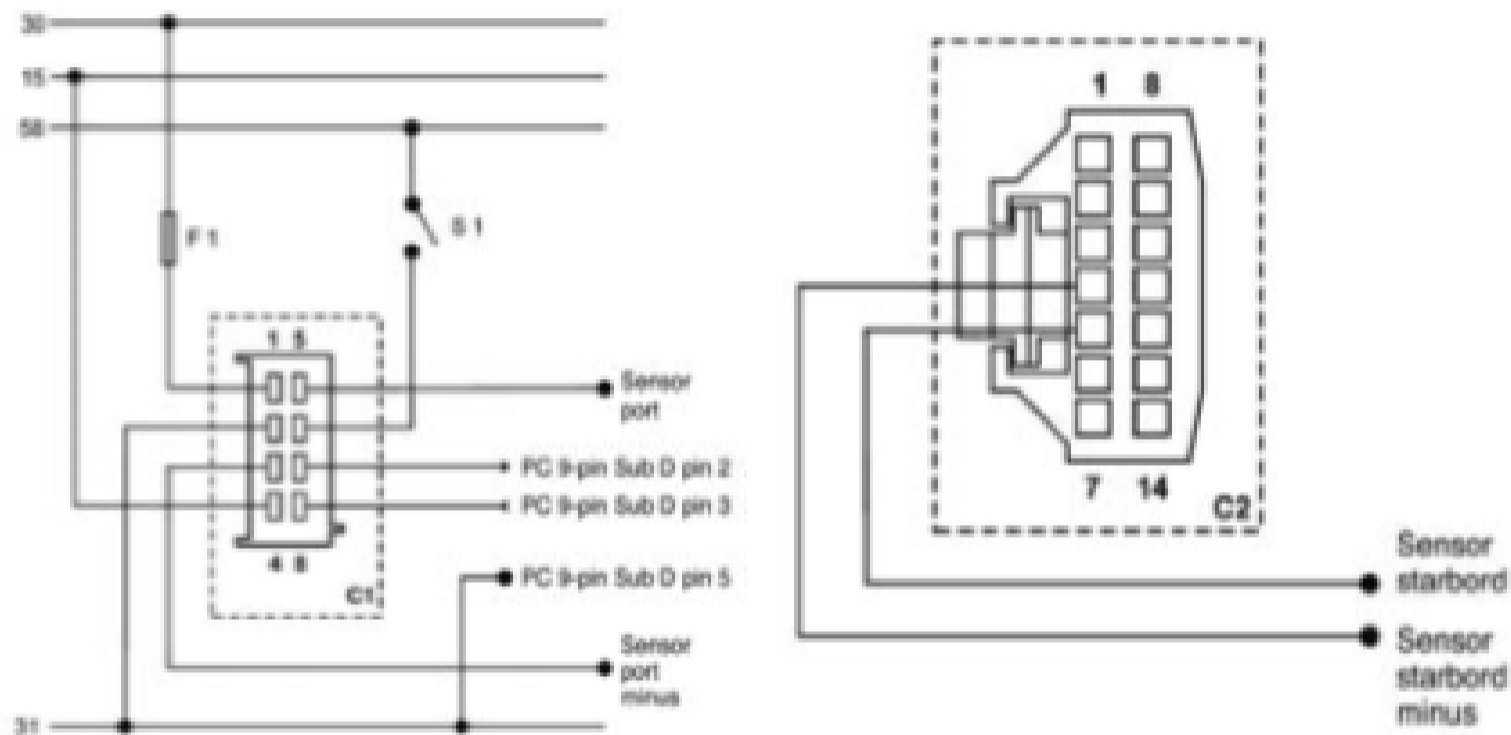 30
15
58
F 1
S 1
1 5
Sensor
port
PC 9-pin Sub D pin 2
PC 9-pin Sub D pin 3
4 8
C1
PC 9-pin Sub D pin 5
Sensor
port
minus
31
1 8
7 14
C2
Sensor
starbord
Sensor
starbord
minus